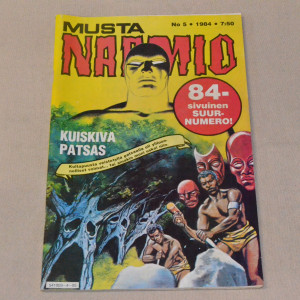 No 5 • 1984 • 7:60
MUSTA
NAAMIO
84-
sivuinen
SUUR-
NUMERO!
KUISKIVA
PATSAS